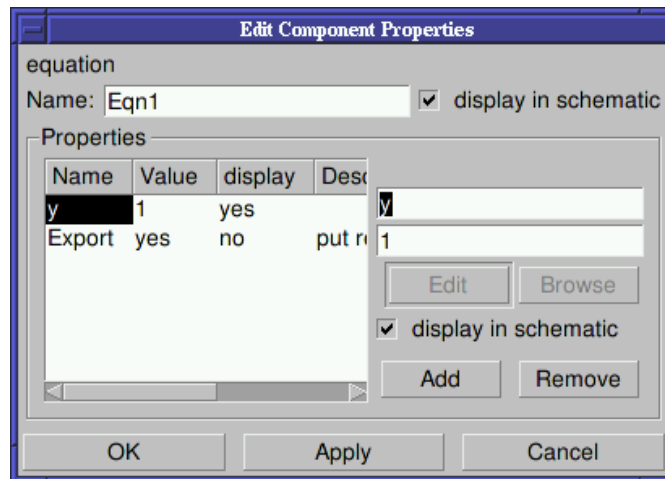 Edit Component Properties
equation
Name: Eqn1 display in schematic
Properties
Name Value display
y 1 yes
Export yes no put
y
1
Edit Browse
display in schematic
Add Remove
OK Apply Cancel